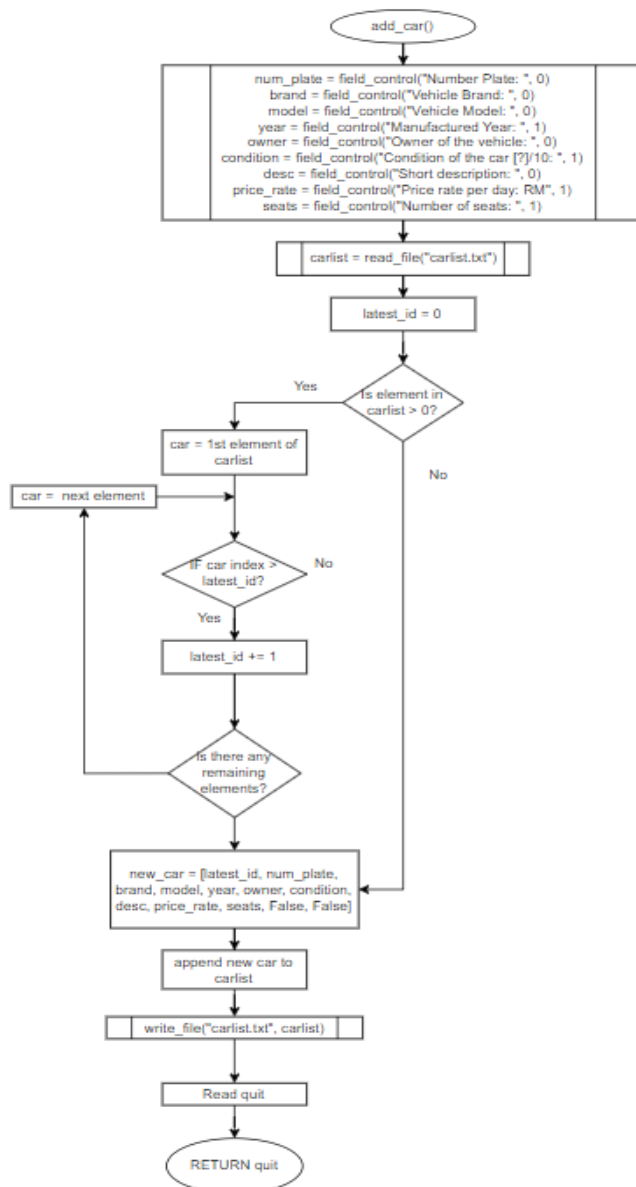 add_car()
num_plate = field_control("Number Plate: ", 0)
brand = field_control("Vehicle Brand: ", 0)
model = field_control("Vehicle Model: ", 0)
year = field_control("Manufactured Year: ", 1)
owner = field_control("Owner of the vehicle: ", 0)
condition = field_control("Condition of the car [?]/10: ", 1)
desc = field_control("Short description: ", 0)
price_rate = field_control("Price rate per day: RM", 1)
seats = field_control("Number of seats: ", 1)
carlist = read_file("carlist.txt")
latest_id = 0
Is element in
carlist > 0?
Yes
No
car = 1st element of
carlist
car = next element
IF car index >
latest_id?
No
Yes
latest_id += 1
Is there any
remaining
elements?
new_car = [latest_id, num_plate,
brand, model, year, owner, condition,
desc, price_rate, seats, False, False]
append new car to
carlist
write_file("carlist.txt", carlist)
Read quit
RETURN quit